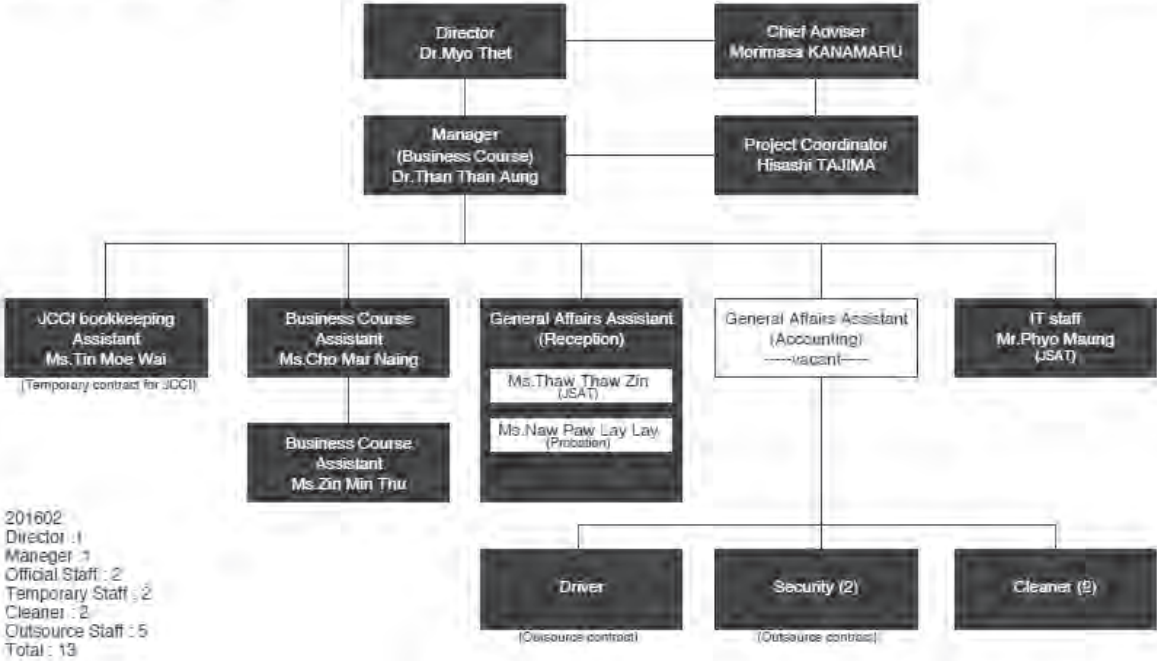 Director
Dr.Myo Thet
Chief Adviser
Morimasa KANAMARU
Manager
(Business Course)
Dr.Than Than Aung
Project Coordinator
Hisashi TAJIMA
JCCI bookkeeping
Assistant
Ms.Tin Moe Wai
(Temporary contract for JCCI)
Business Course
Assistant
Ms.Cho Mar Naing
General Affairs Assistant
(Reception)
Ms.Thaw Thaw Zin
(JSAT)
Ms.Naw Paw Lay Lay
(Probation)
General Affairs Assistant
(Accounting)
-----vacant-----
IT staff
Mr.Phyo Maung
(JSAT)
Business Course
Assistant
Ms.Zin Min Thu
201602
Director :1
Maneger :1
Official Staff : 2
Temporary Staff : 2
Cleaner : 2
Outsource Staff : 5
Total : 13
Driver
(Outsource contract)
Security (2)
(Outsource contract)
Cleaner (2)